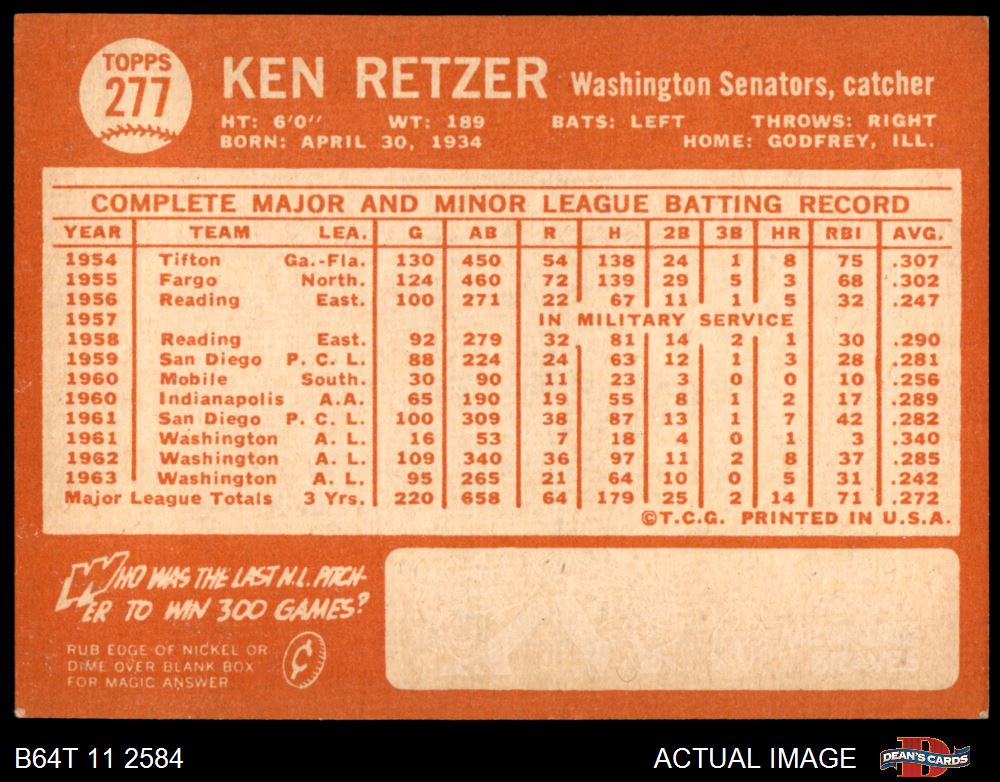 TOPPS
277
KEN RETZER Washington Senators, catcher
HT: 6'0'' WT: 189 BATS: LEFT THROWS: RIGHT
BORN: APRIL 30, 1934 HOME: GODFREY, ILL.
COMPLETE MAJOR AND MINOR LEAGUE BATTING RECORD
YEAR TEAM LEA. G AB R H 2B 3B HR RBI AVG.
1954 Tifton Ga.-Fla. 130 450 54 138 24 1 8 75 .307
1955 Fargo North. 124 460 72 139 29 5 3 68 .302
1956 Reading East. 100 271 22 67 11 1 5 32 .247
1957 IN MILITARY SERVICE
1958 Reading East. 92 279 32 81 14 2 1 30 .290
1959 San Diego P. C. L. 88 224 24 63 12 1 3 28 .281
1960 Mobile South. 30 90 11 23 3 0 0 10 .256
1960 Indianapolis A.A. 65 190 19 55 8 1 2 17 .289
1961 San Diego P. C. L. 100 309 38 87 13 1 7 42 .282
1961 Washington A. L. 16 53 7 18 4 0 1 3 .340
1962 Washington A. L. 109 340 36 97 11 2 8 37 .285
1963 Washington A. L. 95 265 21 64 10 0 5 31 .242
Major League Totals 3 Yrs. 220 658 64 179 25 2 14 71 .272
©T.C.G. PRINTED IN U.S.A.
WHO WAS THE LAST N.L. PITCH-
ER TO WIN 300 GAMES?
RUB EDGE OF NICKEL OR
DIME OVER BLANK BOX
FOR MAGIC ANSWER
¢
BRAVES
B64T 11 2584 ACTUAL IMAGE DEAN'S CARDS